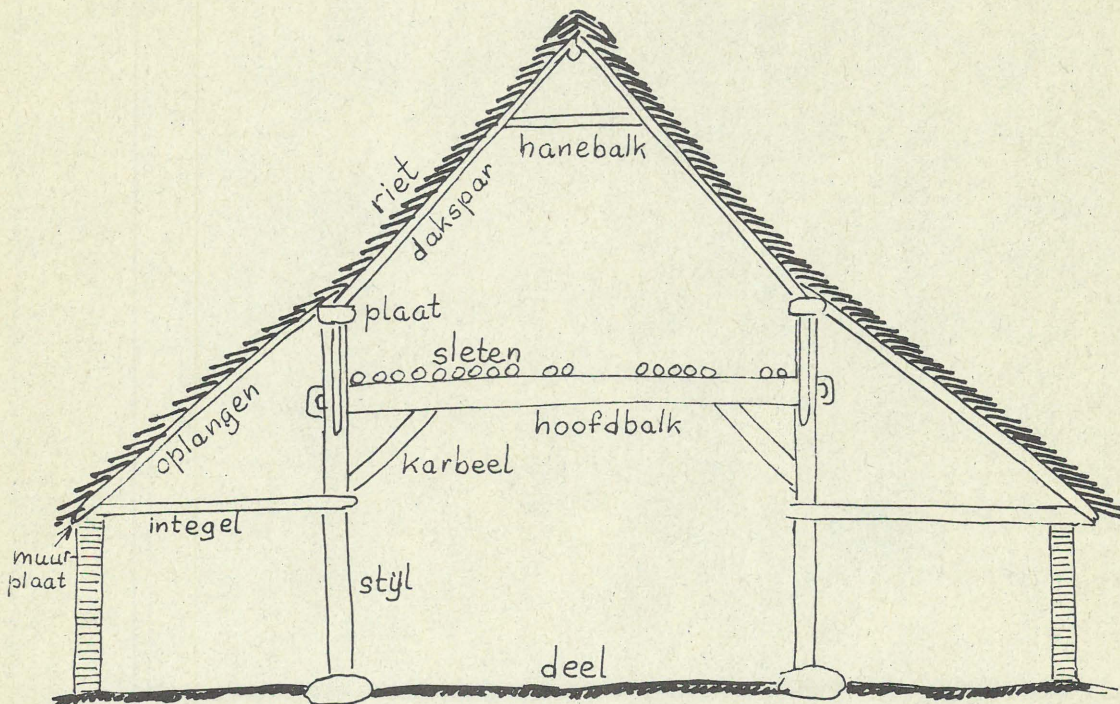 hanebalk
riet
dakspar
plaat
sleten
hoofdbalk
oplangen
karbeel
integel
muur-
plaat
stijl
deel